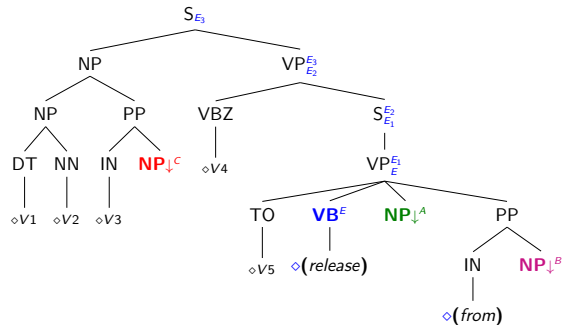 S E₃
NP VP E₃ E₂
NP PP VBZ S E₂ E₁
DT NN IN NP↓C ⋄V4 VP E₁ E
⋄V1 ⋄V2 ⋄V3 TO VB E NP↓A PP
⋄V5 ⋄(release) IN NP↓B
⋄(from)